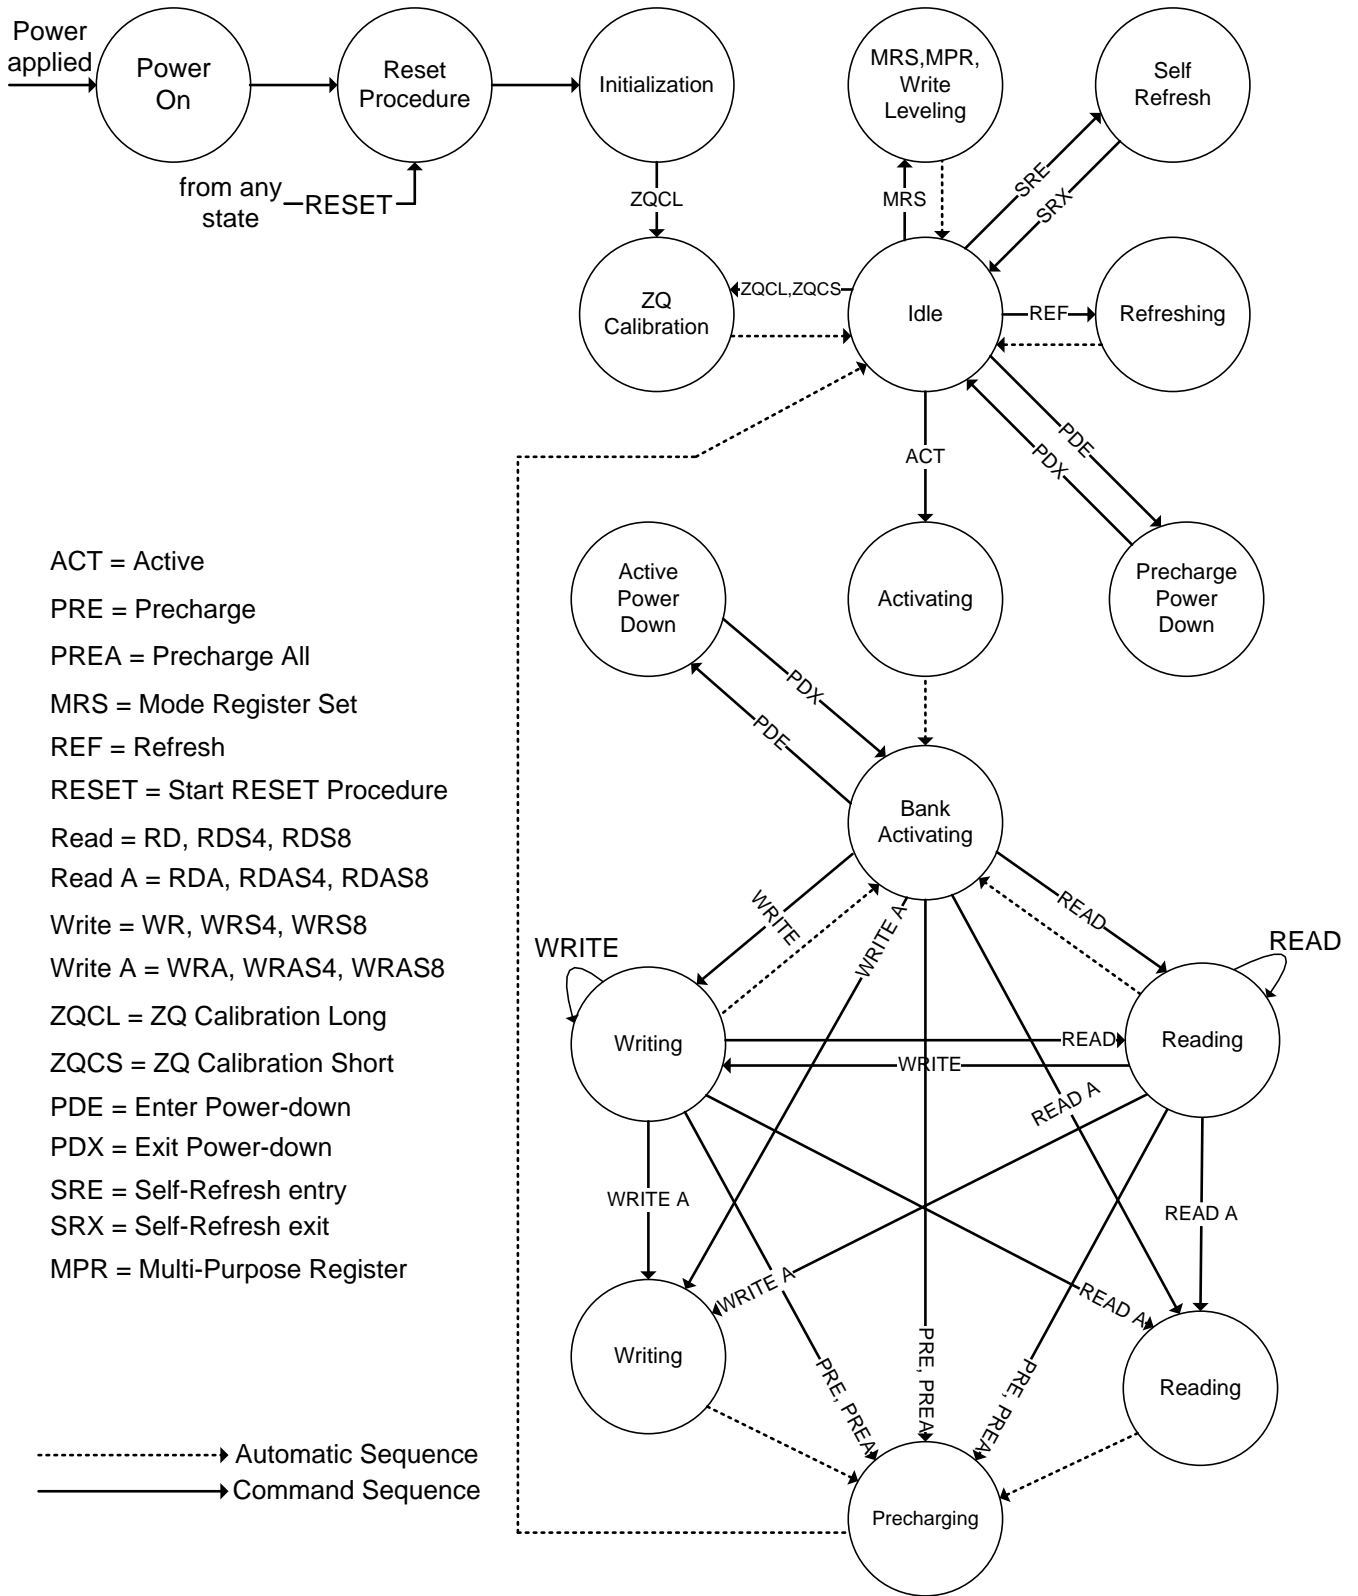 Power
applied
Power
On
Reset
Procedure
Initialization
MRS,MPR,
Write
Leveling
Self
Refresh
from any
state
RESET
ZQCL
MRS
SRE
SRX
ZQ
Calibration
ZQCL,ZQCS
Idle
REF
Refreshing
ACT
PDE
PDX
Active
Power
Down
Activating
Precharge
Power
Down
PDX
PDE
Bank
Activating
ACT = Active
PRE = Precharge
PREA = Precharge All
MRS = Mode Register Set
REF = Refresh
RESET = Start RESET Procedure
Read = RD, RDS4, RDS8
Read A = RDA, RDAS4, RDAS8
Write = WR, WRS4, WRS8
Write A = WRA, WRAS4, WRAS8
ZQCL = ZQ Calibration Long
ZQCS = ZQ Calibration Short
PDE = Enter Power-down
PDX = Exit Power-down
SRE = Self-Refresh entry
SRX = Self-Refresh exit
MPR = Multi-Purpose Register
WRITE
WRITE
WRITE A
READ
READ
Writing
READ
WRITE
Reading
READ A
WRITE A
READ A
WRITE A
READ A
Writing
PRE, PREA
PRE, PREA
PRE, PREA
Reading
Precharging
Automatic Sequence
Command Sequence